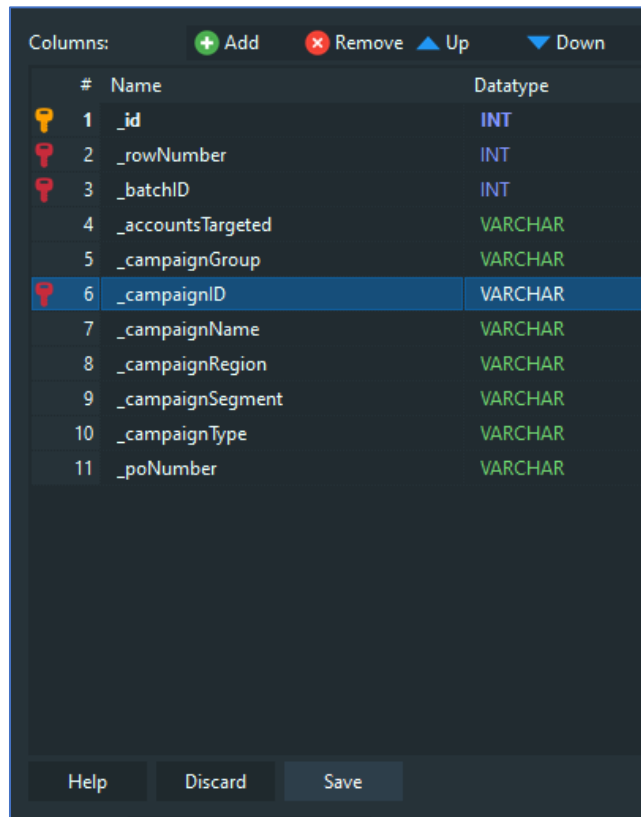 Columns: Add Remove Up Down
# Name Datatype
1 _id INT
2 _rowNumber INT
3 _batchID INT
4 _accountsTargeted VARCHAR
5 _campaignGroup VARCHAR
6 _campaignID VARCHAR
7 _campaignName VARCHAR
8 _campaignRegion VARCHAR
9 _campaignSegment VARCHAR
10 _campaignType VARCHAR
11 _poNumber VARCHAR
Help Discard Save